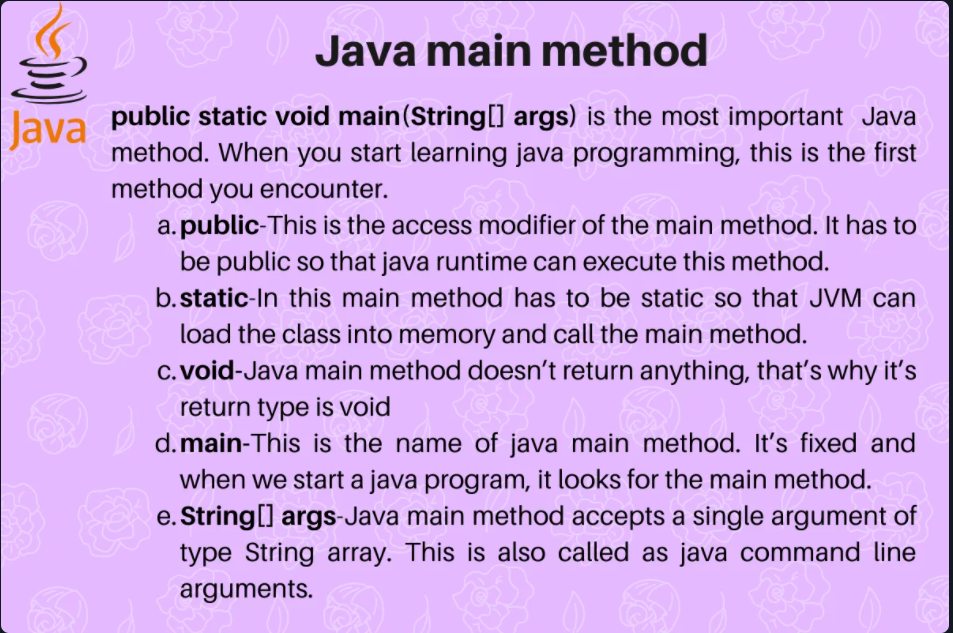 Java
Java main method
public static void main(String[] args) is the most important Java
method. When you start learning java programming, this is the first
method you encounter.
a. public-This is the access modifier of the main method. It has to
be public so that java runtime can execute this method.
b. static-In this main method has to be static so that JVM can
load the class into memory and call the main method.
c. void-Java main method doesn't return anything, that's why it's
return type is void
d. main-This is the name of java main method. It's fixed and
when we start a java program, it looks for the main method.
e. String[] args-Java main method accepts a single argument of
type String array. This is also called as java command line
arguments.